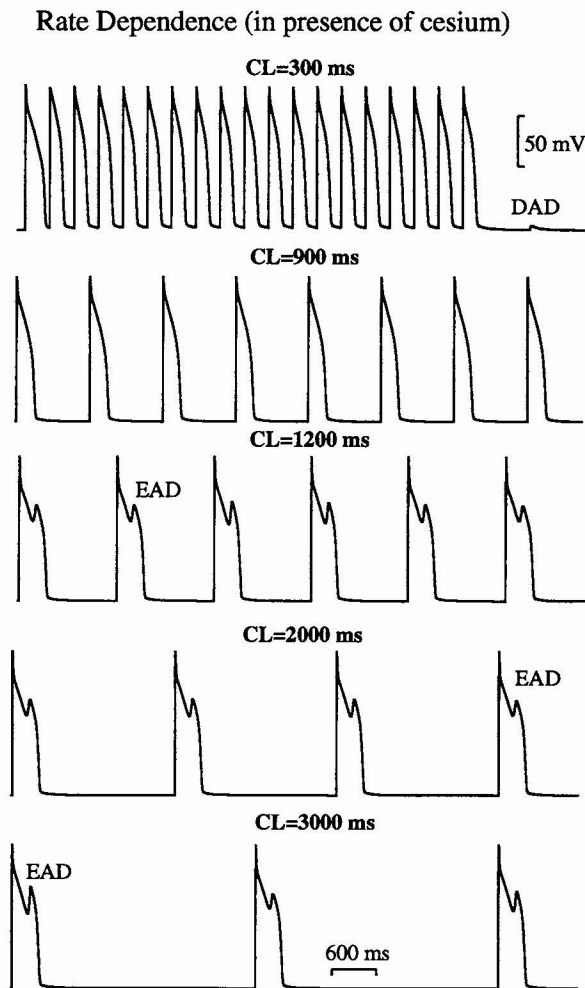 Rate Dependence (in presence of cesium)
CL=300 ms
50 mV
DAD
CL=900 ms
CL=1200 ms
EAD
CL=2000 ms
EAD
CL=3000 ms
EAD
600 ms